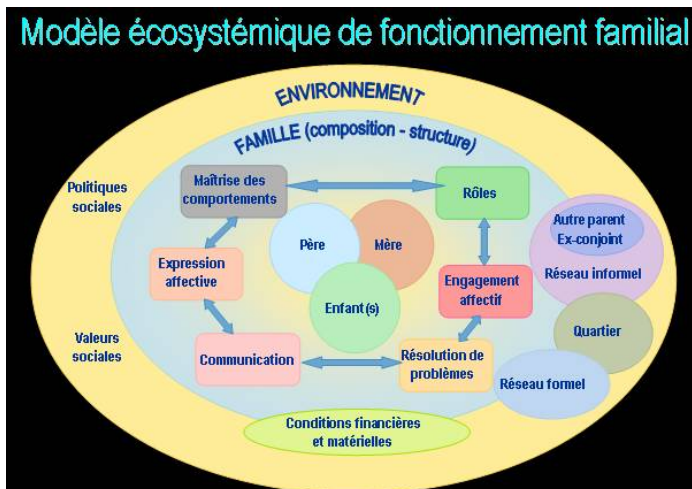 Modèle écosystémique de fonctionnement familial
ENVIRONNEMENT
FAMILLE (composition - structure)
Politiques
sociales
Maîtrise des
comportements
Rôles
Autre parent
Ex-conjoint
Réseau informel
Père
Mère
Expression
affective
Engagement
affectif
Enfant(s)
Quartier
Valeurs
sociales
Communication
Résolution de
problèmes
Réseau formel
Conditions financières
et matérielles